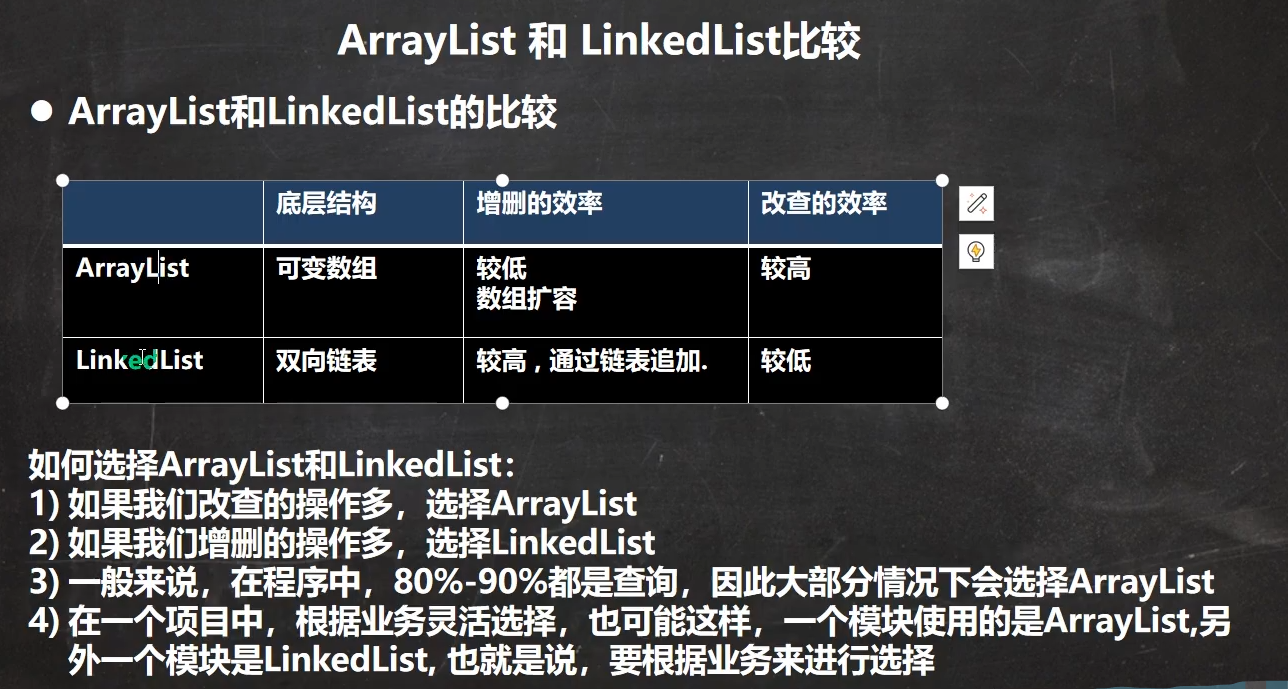 ArrayList 和 LinkedList比较
● ArrayList和LinkedList的比较
底层结构 增删的效率 改查的效率
ArrayList 可变数组 较低 较高
数组扩容
LinkedList 双向链表 较高 , 通过链表追加. 较低
如何选择ArrayList和LinkedList：
1) 如果我们改查的操作多，选择ArrayList
2) 如果我们增删的操作多，选择LinkedList
3) 一般来说，在程序中，80%-90%都是查询，因此大部分情况下会选择ArrayList
4) 在一个项目中，根据业务灵活选择，也可能这样，一个模块使用的是ArrayList,另
外一个模块是LinkedList, 也就是说，要根据业务来进行选择